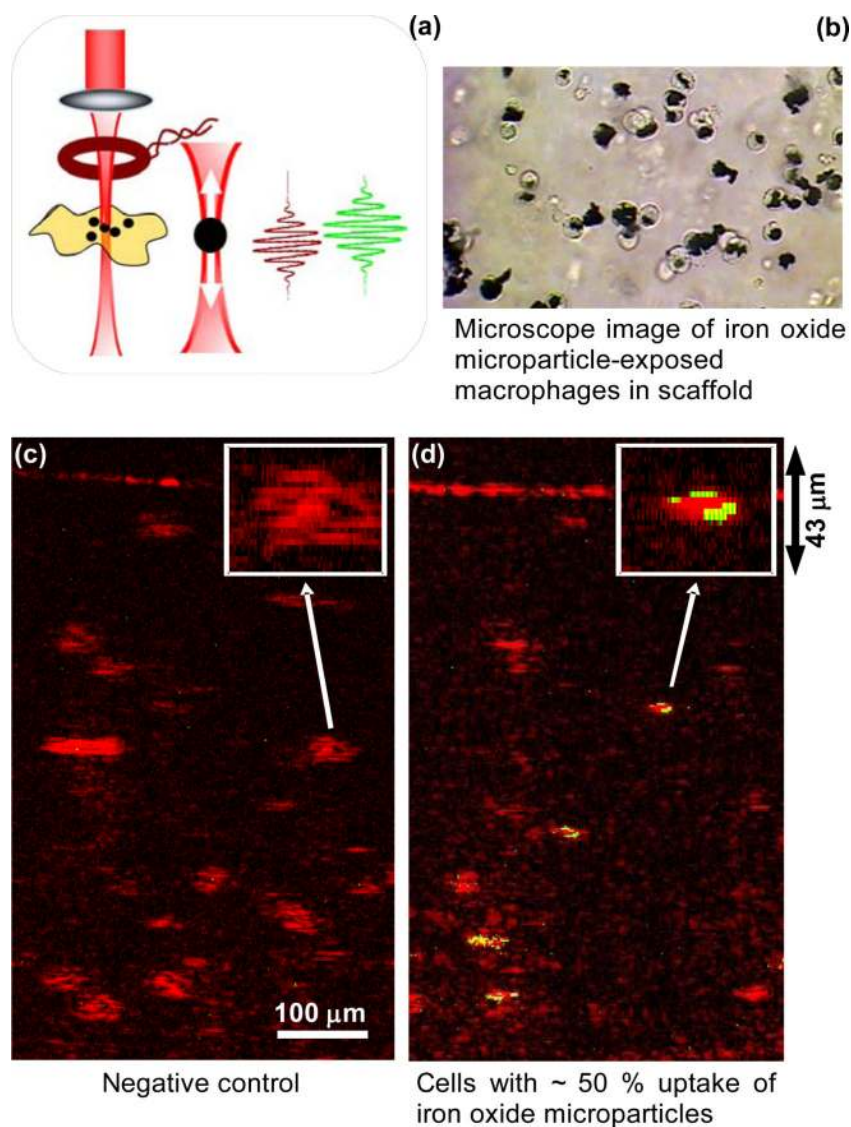 (a)
(b)
Microscope image of iron oxide
microparticle-exposed
macrophages in scaffold
(c)
(d)
43 μm
100 μm
Negative control
Cells with ~ 50 % uptake of
iron oxide microparticles